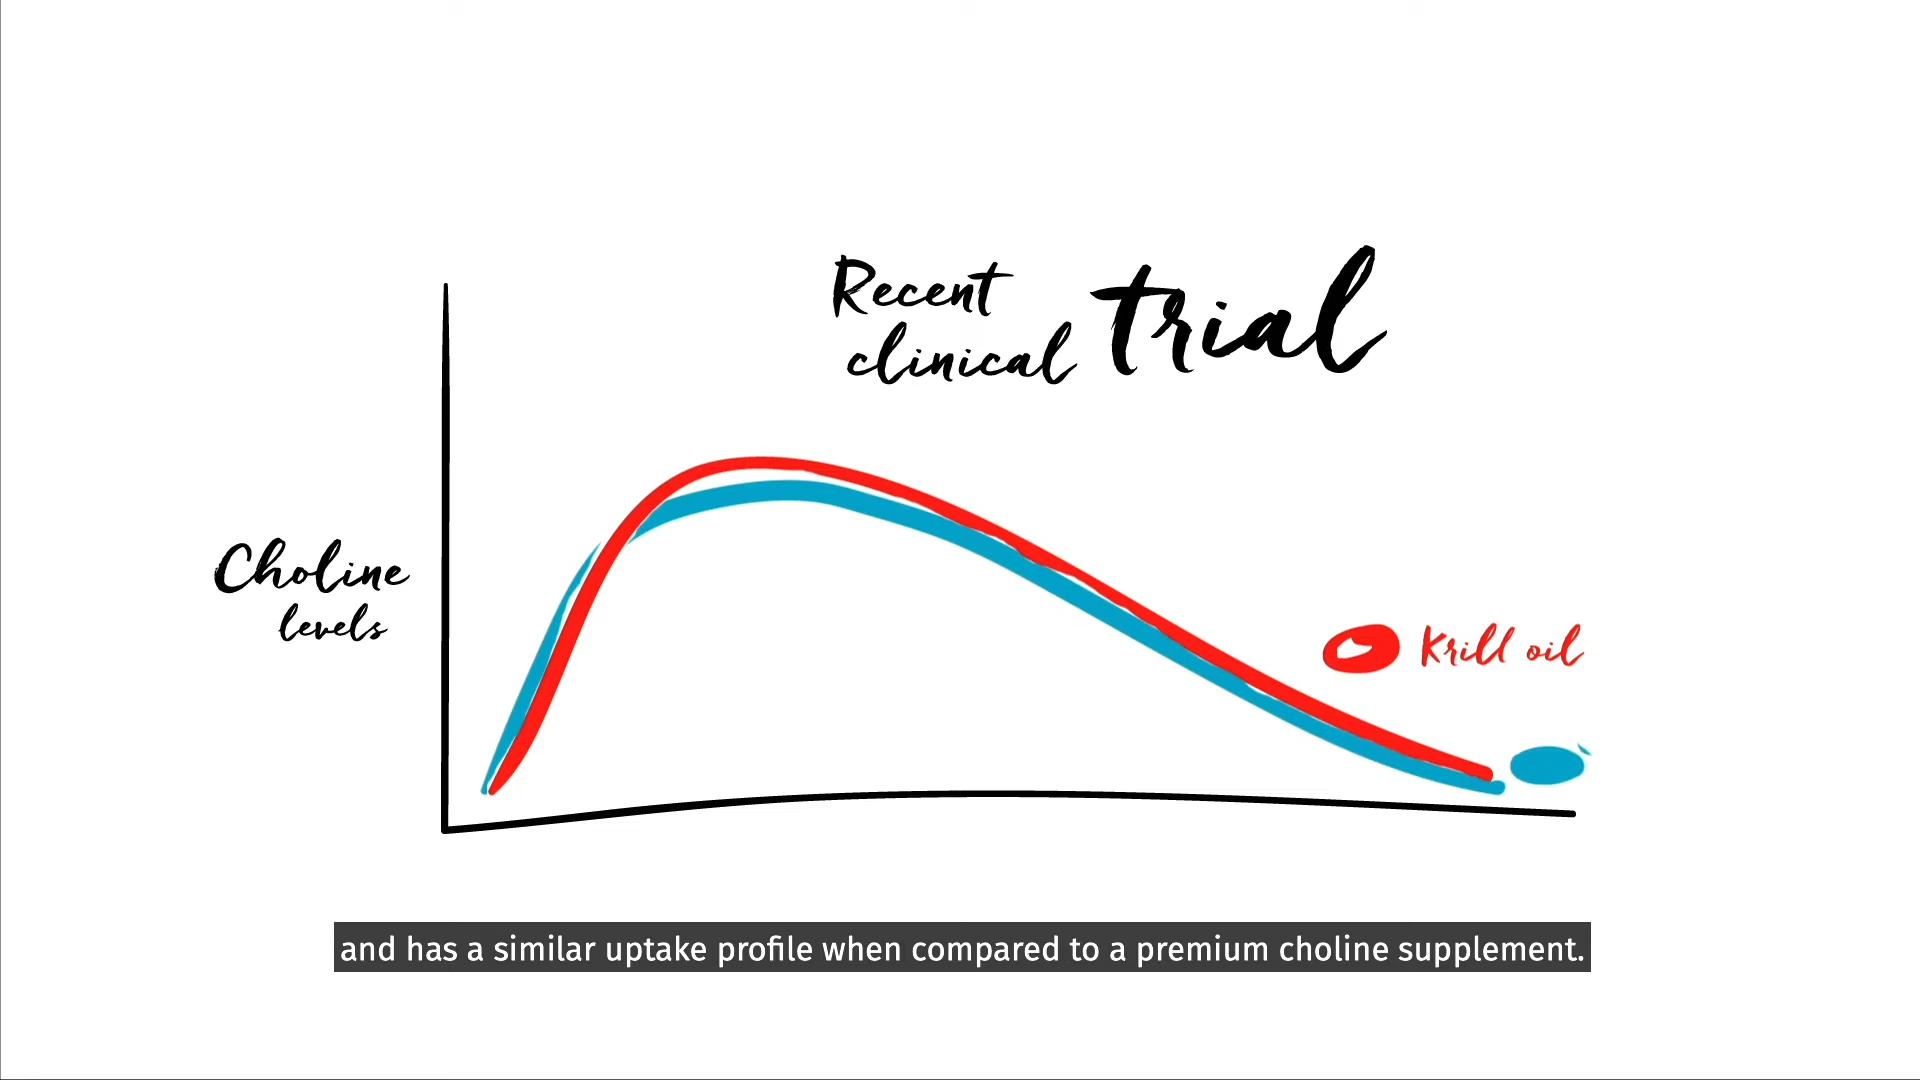 Recent
clinical trial
Choline
levels
Krill oil
and has a similar uptake profile when compared to a premium choline supplement.